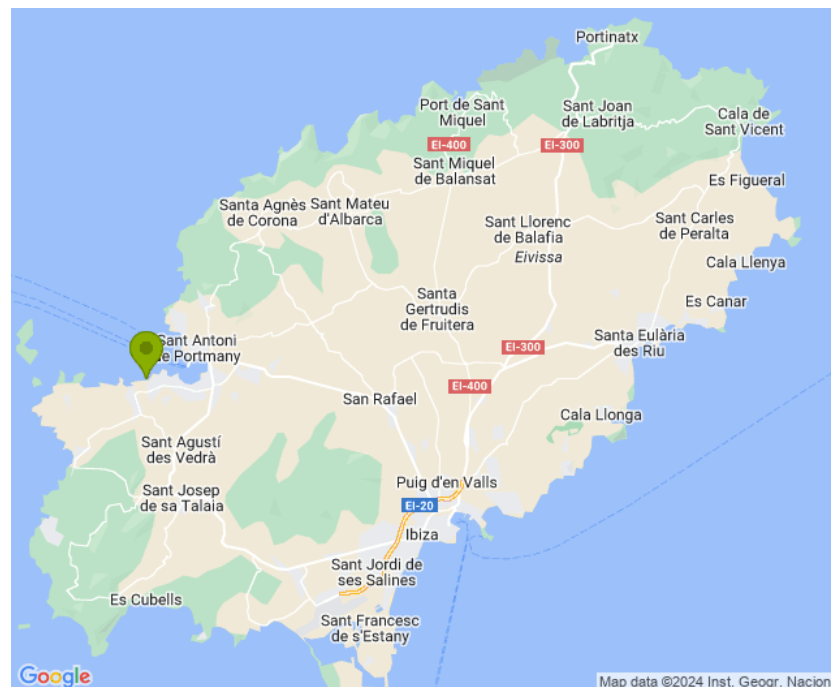 Portinatx
Port de Sant
Miquel
Sant Joan
de Labritja
Cala de
Sant Vicent
EI-400
EI-300
Sant Miquel
de Balansat
Es Figueral
Santa Agnès
de Corona
Sant Mateu
d'Albarca
Sant Llorenc
de Balafia
Sant Carles
de Peralta
Eivissa
Cala Llenya
Santa
Gertrudis
de Fruitera
Es Canar
Sant Antoni
de Portmany
Santa Eulària
des Riu
EI-300
EI-400
San Rafael
Cala Llonga
Sant Agustí
des Vedrà
Puig d'en Valls
Sant Josep
de sa Talaia
EI-20
Ibiza
Sant Jordi de
ses Salines
Es Cubells
Sant Francesc
de s'Estany
Google
Map data ©2024 Inst. Geogr. Nacion